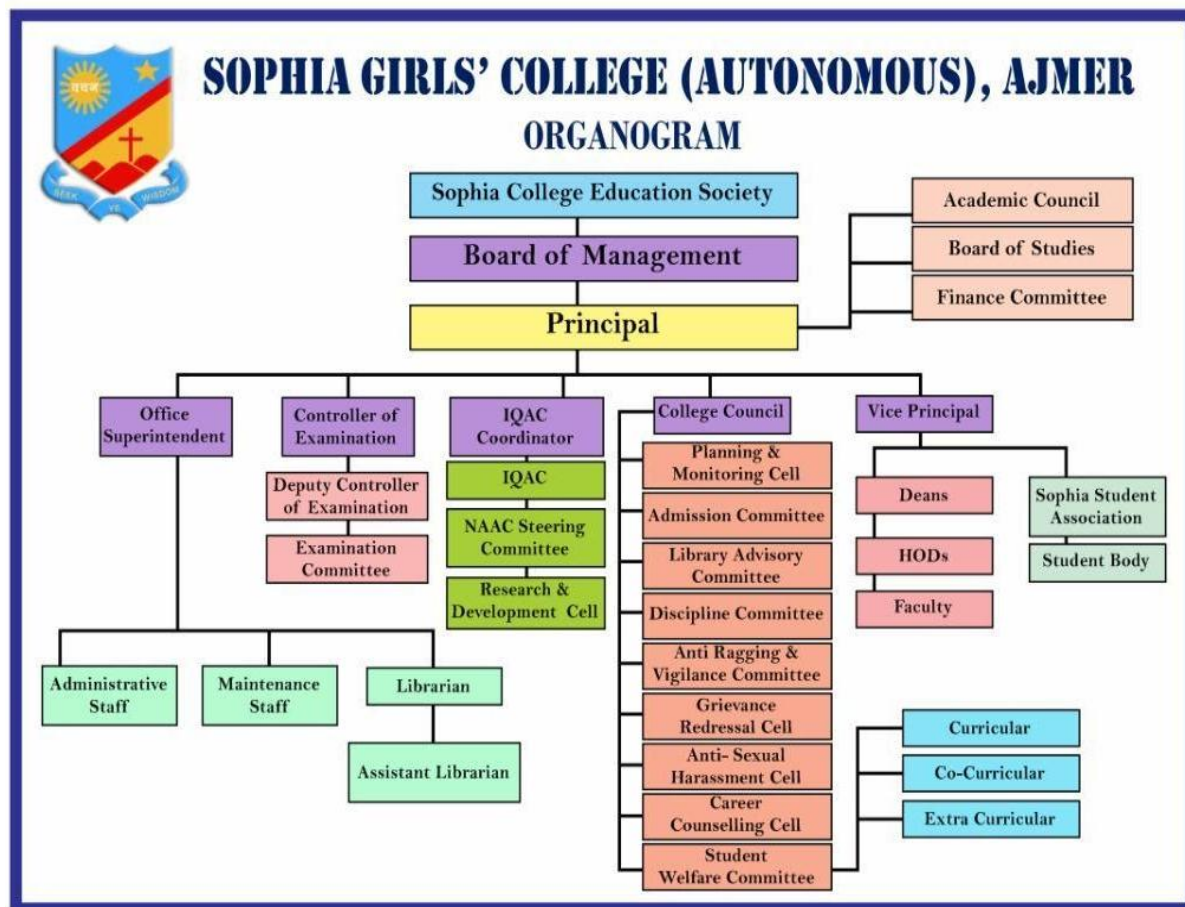 वचन
SEEK YE WISDOM
SOPHIA GIRLS' COLLEGE (AUTONOMOUS), AJMER
ORGANOGRAM
Sophia College Education Society
Board of Management
Principal
Academic Council
Board of Studies
Finance Committee
Office
Superintendent
Controller of
Examination
IQAC
Coordinator
College Council
Vice Principal
Deputy Controller
of Examination
Examination
Committee
IQAC
NAAC Steering
Committee
Research &
Development Cell
Planning &
Monitoring Cell
Admission Committee
Library Advisory
Committee
Discipline Committee
Anti Ragging &
Vigilance Committee
Grievance
Redressal Cell
Anti- Sexual
Harassment Cell
Career
Counselling Cell
Student
Welfare Committee
Deans
HODs
Faculty
Sophia Student
Association
Student Body
Administrative
Staff
Maintenance
Staff
Librarian
Assistant Librarian
Curricular
Co-Curricular
Extra Curricular